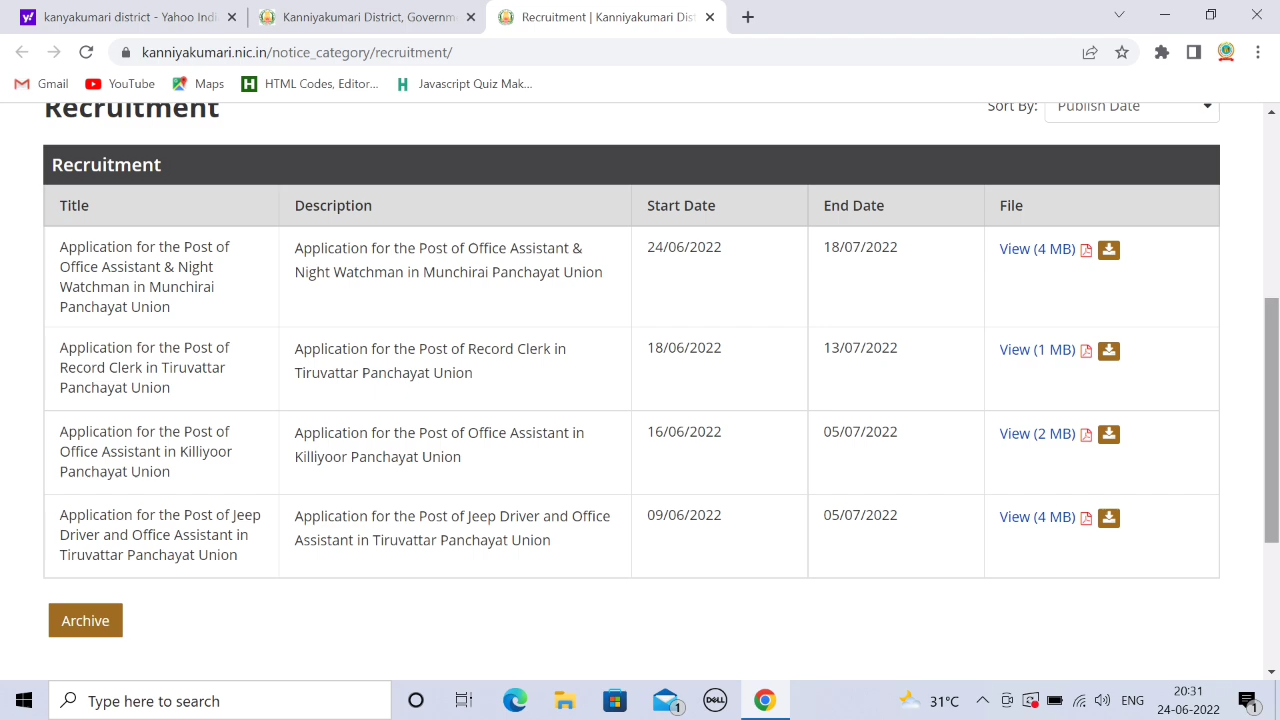 kanyakumari district - Yahoo Indi
Kanniyakumari District, Governm
Recruitment | Kanniyakumari Dist
kanniyakumari.nic.in/notice_category/recruitment/
Gmail
YouTube
Maps
HTML Codes, Editor...
Javascript Quiz Mak...
Recruitment
Sort By:
Publish Date
Recruitment
Title
Description
Start Date
End Date
File
Application for the Post of
Office Assistant & Night
Watchman in Munchirai
Panchayat Union
Application for the Post of Office Assistant &
Night Watchman in Munchirai Panchayat Union
24/06/2022
18/07/2022
View (4 MB)
Application for the Post of
Record Clerk in Tiruvattar
Panchayat Union
Application for the Post of Record Clerk in
Tiruvattar Panchayat Union
18/06/2022
13/07/2022
View (1 MB)
Application for the Post of
Office Assistant in Killiyoor
Panchayat Union
Application for the Post of Office Assistant in
Killiyoor Panchayat Union
16/06/2022
05/07/2022
View (2 MB)
Application for the Post of Jeep
Driver and Office Assistant in
Tiruvattar Panchayat Union
Application for the Post of Jeep Driver and Office
Assistant in Tiruvattar Panchayat Union
09/06/2022
05/07/2022
View (4 MB)
Archive
Type here to search
1
DELL
31°C
ENG
20:31
24-06-2022
1